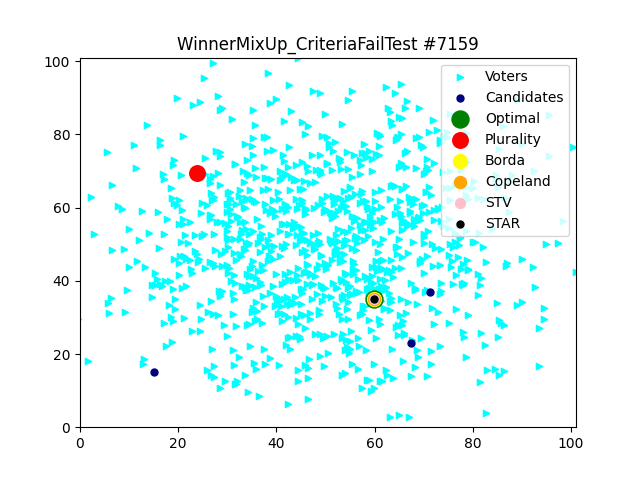 WinnerMixUp_CriteriaFailTest #7159
100
80
60
40
20
0
0 20 40 60 80 100
Voters
Candidates
Optimal
Plurality
Borda
Copeland
STV
STAR